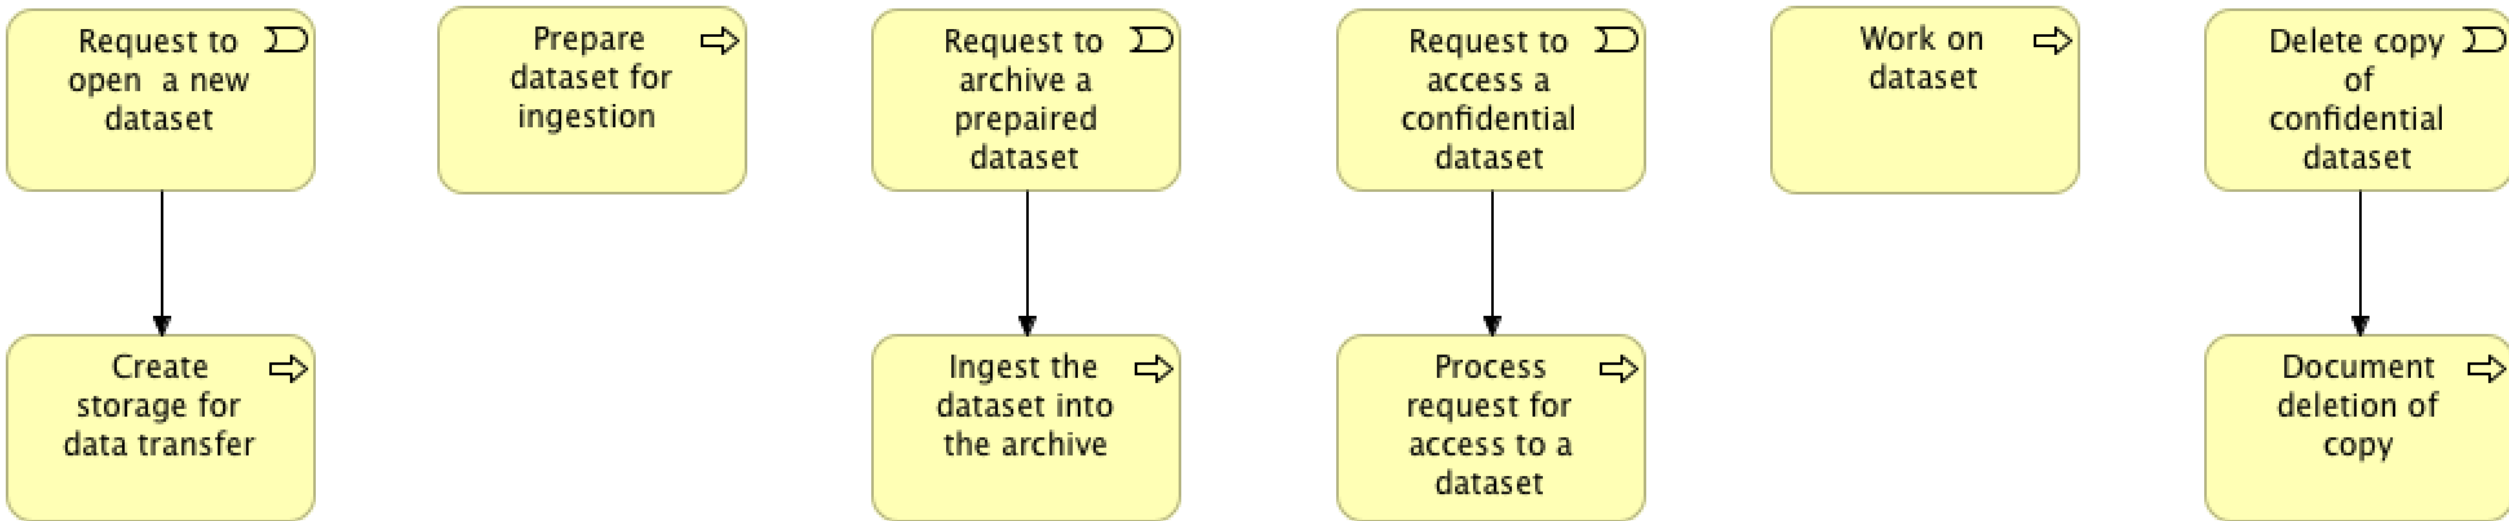 Request to
open  a new
dataset
Prepare
dataset for
ingestion
Request to
archive a
prepaired
dataset
Request to
access a
confidential
dataset
Work on
dataset
Delete copy
of
confidential
dataset
Create
storage for
data transfer
Ingest the
dataset into
the archive
Process
request for
access to a
dataset
Document
deletion of
copy